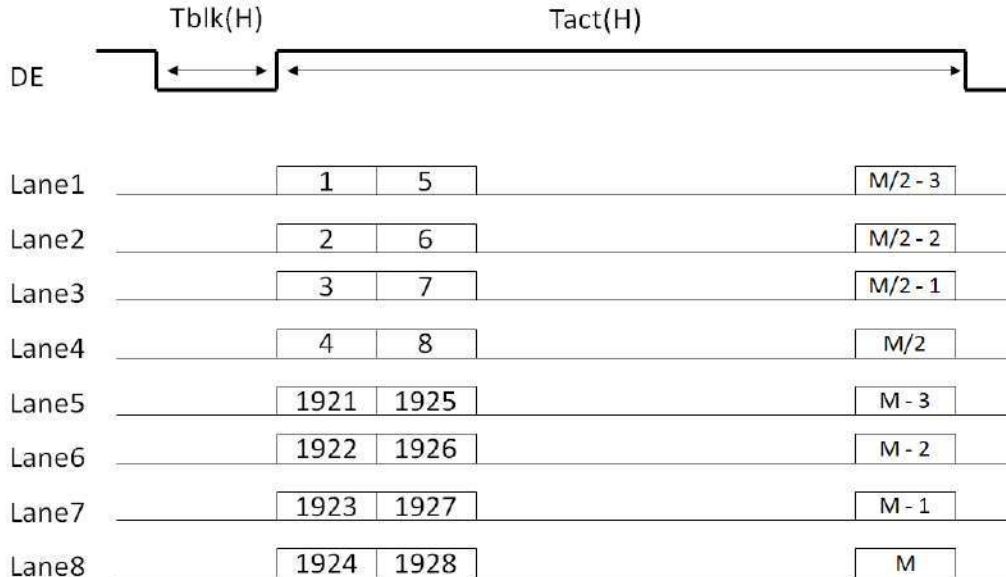 Tblk(H) Tact(H)
DE
Lane1 1 5 M/2 - 3
Lane2 2 6 M/2 - 2
Lane3 3 7 M/2 - 1
Lane4 4 8 M/2
Lane5 1921 1925 M - 3
Lane6 1922 1926 M - 2
Lane7 1923 1927 M - 1
Lane8 1924 1928 M